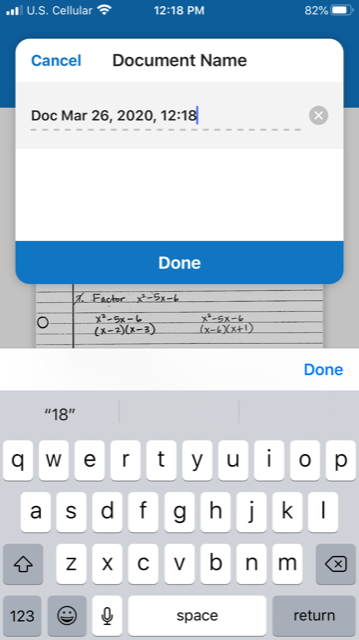 U.S. Cellular 12:18 PM 82%
Cancel Document Name
Doc Mar 26, 2020, 12:18
Done
7. Factor x²-5x-6
x²-5x-6 x²-5x-6
(x-2)(x-3) (x-6)(x+1)
Done
“18”
q w e r t y u i o p
a s d f g h j k l
z x c v b n m
123 space return